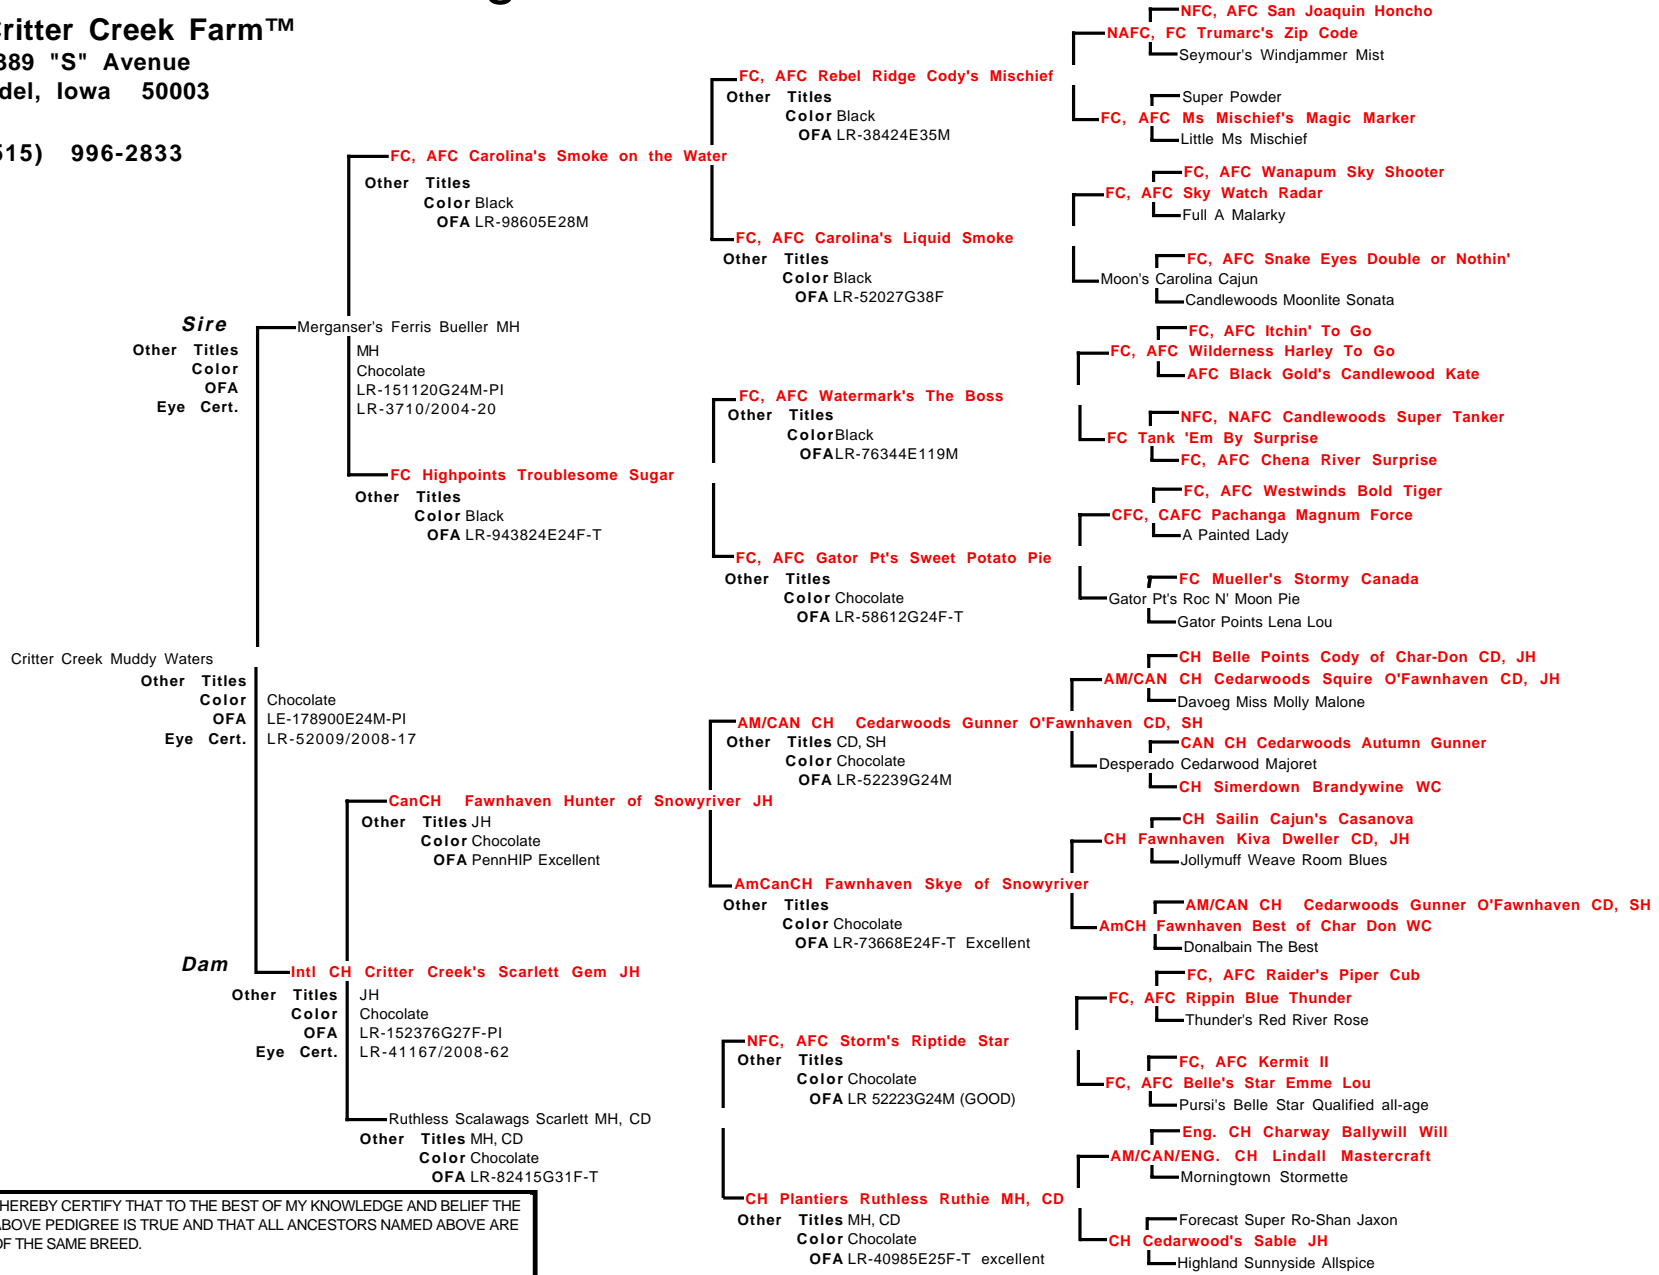 Critter Creek Farm™
"S" Avenue
Iowa 50003
996-2833
Critter Creek Muddy Waters
Other Titles
Color Chocolate
OFA LE-178900E24M-PI
Eye Cert. LR-52009/2008-17
Sire
Merganser's Ferris Bueller MH
Other Titles MH
Color Chocolate
OFA LR-151120G24M-PI
Eye Cert. LR-3710/2004-20
Dam
Intl CH Critter Creek's Scarlett Gem JH
Other Titles JH
Color Chocolate
OFA LR-152376G27F-PI
Eye Cert. LR-41167/2008-62
FC, AFC Carolina's Smoke on the Water
Other Titles
Color Black
OFA LR-98605E28M
FC Highpoints Troublesome Sugar
Other Titles
Color Black
OFA LR-943824E24F-T
CanCH Fawnhaven Hunter of Snowyriver JH
Other Titles JH
Color Chocolate
OFA PennHIP Excellent
Ruthless Scalawags Scarlett MH, CD
Other Titles MH, CD
Color Chocolate
OFA LR-82415G31F-T
FC, AFC Rebel Ridge Cody's Mischief
Other Titles
Color Black
OFA LR-38424E35M
FC, AFC Carolina's Liquid Smoke
Other Titles
Color Black
OFA LR-52027G38F
FC, AFC Watermark's The Boss
Other Titles
Color Black
OFA LR-76344E119M
FC, AFC Gator Pt's Sweet Potato Pie
Other Titles
Color Chocolate
OFA LR-58612G24F-T
AM/CAN CH Cedarwoods Gunner O'Fawnhaven CD, SH
Other Titles CD, SH
Color Chocolate
OFA LR-52239G24M
AmCanCH Fawnhaven Skye of Snowyriver
Other Titles
Color Chocolate
OFA LR-73668E24F-T Excellent
NFC, AFC Storm's Riptide Star
Other Titles
Color Chocolate
OFA LR 52223G24M (GOOD)
CH Plantiers Ruthless Ruthie MH, CD
Other Titles MH, CD
Color Chocolate
OFA LR-40985E25F-T excellent
NFC, AFC San Joaquin Honcho
NAFC, FC Trumarc's Zip Code
Seymour's Windjammer Mist
Super Powder
FC, AFC Ms Mischief's Magic Marker
Little Ms Mischief
FC, AFC Wanapum Sky Shooter
FC, AFC Sky Watch Radar
Full A Malarky
FC, AFC Snake Eyes Double or Nothin'
Moon's Carolina Cajun
Candlewoods Moonlite Sonata
FC, AFC Itchin' To Go
FC, AFC Wilderness Harley To Go
AFC Black Gold's Candlewood Kate
NFC, NAFC Candlewoods Super Tanker
FC Tank 'Em By Surprise
FC, AFC Chena River Surprise
FC, AFC Westwinds Bold Tiger
CFC, CAFC Pachanga Magnum Force
A Painted Lady
FC Mueller's Stormy Canada
Gator Pt's Roc N' Moon Pie
Gator Points Lena Lou
CH Belle Points Cody of Char-Don CD, JH
AM/CAN CH Cedarwoods Squire O'Fawnhaven CD, JH
Davoeg Miss Molly Malone
CAN CH Cedarwoods Autumn Gunner
Desperado Cedarwood Majoret
CH Simerdown Brandywine WC
CH Sailin Cajun's Casanova
CH Fawnhaven Kiva Dweller CD, JH
Jollymuff Weave Room Blues
AM/CAN CH Cedarwoods Gunner O'Fawnhaven CD, SH
AmCH Fawnhaven Best of Char Don WC
Donalbain The Best
FC, AFC Raider's Piper Cub
FC, AFC Rippin Blue Thunder
Thunder's Red River Rose
FC, AFC Kermit II
FC, AFC Belle's Star Emme Lou
Pursi's Belle Star Qualified all-age
Eng. CH Charway Ballywill Will
AM/CAN/ENG. CH Lindall Mastercraft
Morningtown Stormette
Forecast Super Ro-Shan Jaxon
CH Cedarwood's Sable JH
Highland Sunnyside Allspice
HEREBY CERTIFY THAT TO THE BEST OF MY KNOWLEDGE AND BELIEF THE
ABOVE PEDIGREE IS TRUE AND THAT ALL ANCESTORS NAMED ABOVE ARE
OF THE SAME BREED.